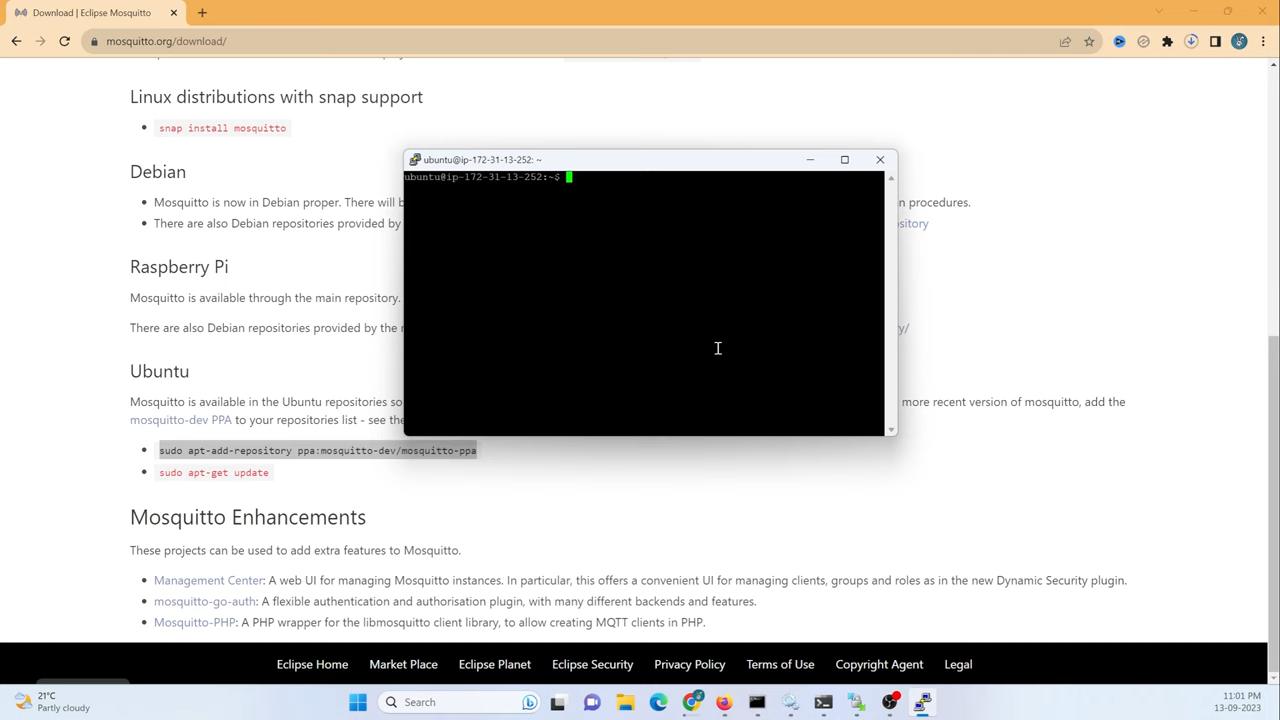 Download | Eclipse Mosquitto
mosquitto.org/download/
Linux distributions with snap support
snap install mosquitto
Debian
Mosquitto is now in Debian proper. There will b
n procedures.
There are also Debian repositories provided by
ository
Raspberry Pi
Mosquitto is available through the main repository.
There are also Debian repositories provided by the
y/
Ubuntu
Mosquitto is available in the Ubuntu repositories so
more recent version of mosquitto, add the
mosquitto-dev PPA to your repositories list - see the
sudo apt-add-repository ppa:mosquitto-dev/mosquitto-ppa
sudo apt-get update
ubuntu@ip-172-31-13-252: ~
ubuntu@ip-172-31-13-252:~$
Mosquitto Enhancements
These projects can be used to add extra features to Mosquitto.
Management Center: A web UI for managing Mosquitto instances. In particular, this offers a convenient UI for managing clients, groups and roles as in the new Dynamic Security plugin.
mosquitto-go-auth: A flexible authentication and authorisation plugin, with many different backends and features.
Mosquitto-PHP: A PHP wrapper for the libmosquitto client library, to allow creating MQTT clients in PHP.
Eclipse Home Market Place Eclipse Planet Eclipse Security Privacy Policy Terms of Use Copyright Agent Legal
21°C
Partly cloudy
Search
11:01 PM
13-09-2023